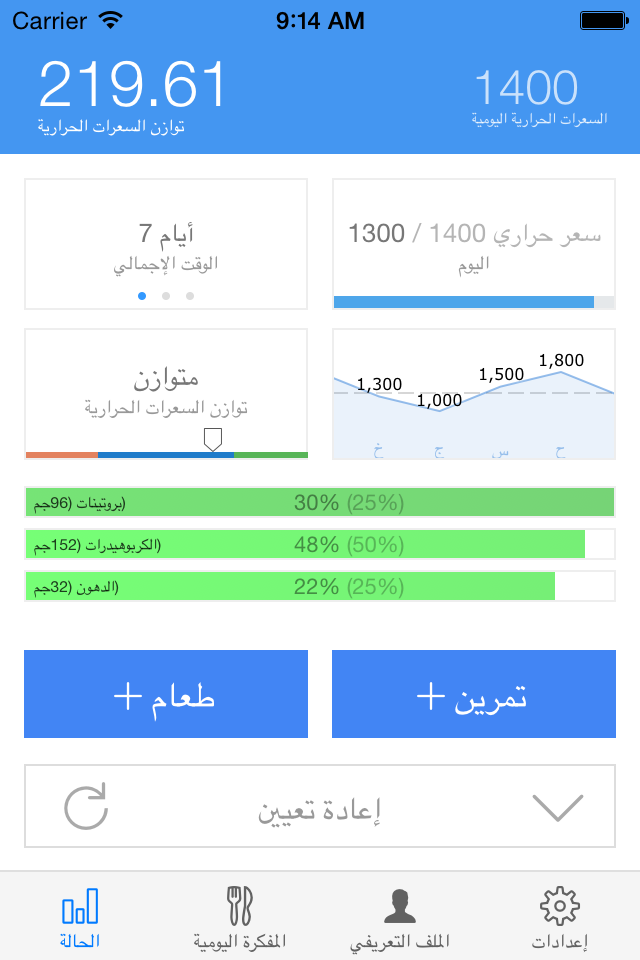 Carrier 9:14 AM
219.61
توازن السعرات الحرارية
1400
السعرات الحرارية اليومية
7 أيام
الوقت الإجمالي
1300 / 1400 سعر حراري
اليوم
متوازن
توازن السعرات الحرارية
1,300
1,000
1,500
1,800
خ
ج
س
ح
بروتينات (96جم)
30% (25%)
الكربوهيدرات (152جم)
48% (50%)
الدهون (32جم)
22% (25%)
+ طعام
+ تمرين
إعادة تعيين
الحالة
المفكرة اليومية
الملف التعريفي
إعدادات